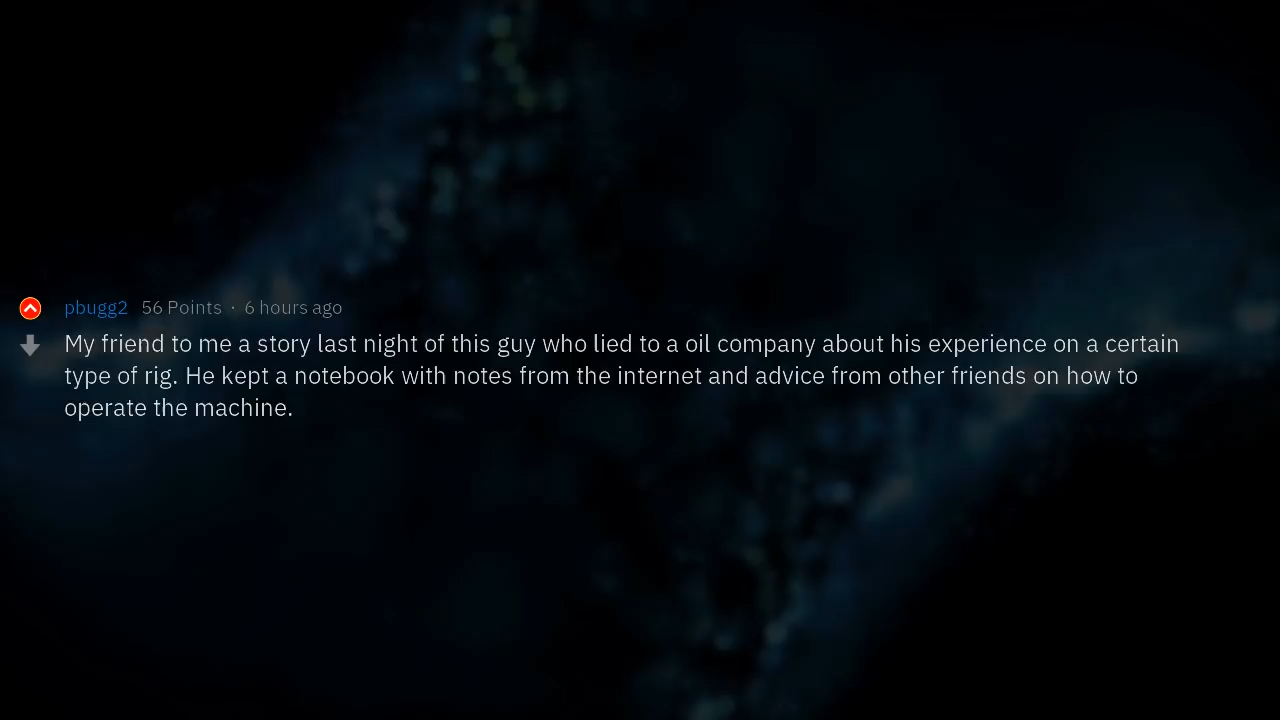 pbugg2 56 Points · 6 hours ago
My friend to me a story last night of this guy who lied to a oil company about his experience on a certain
type of rig. He kept a notebook with notes from the internet and advice from other friends on how to
operate the machine.